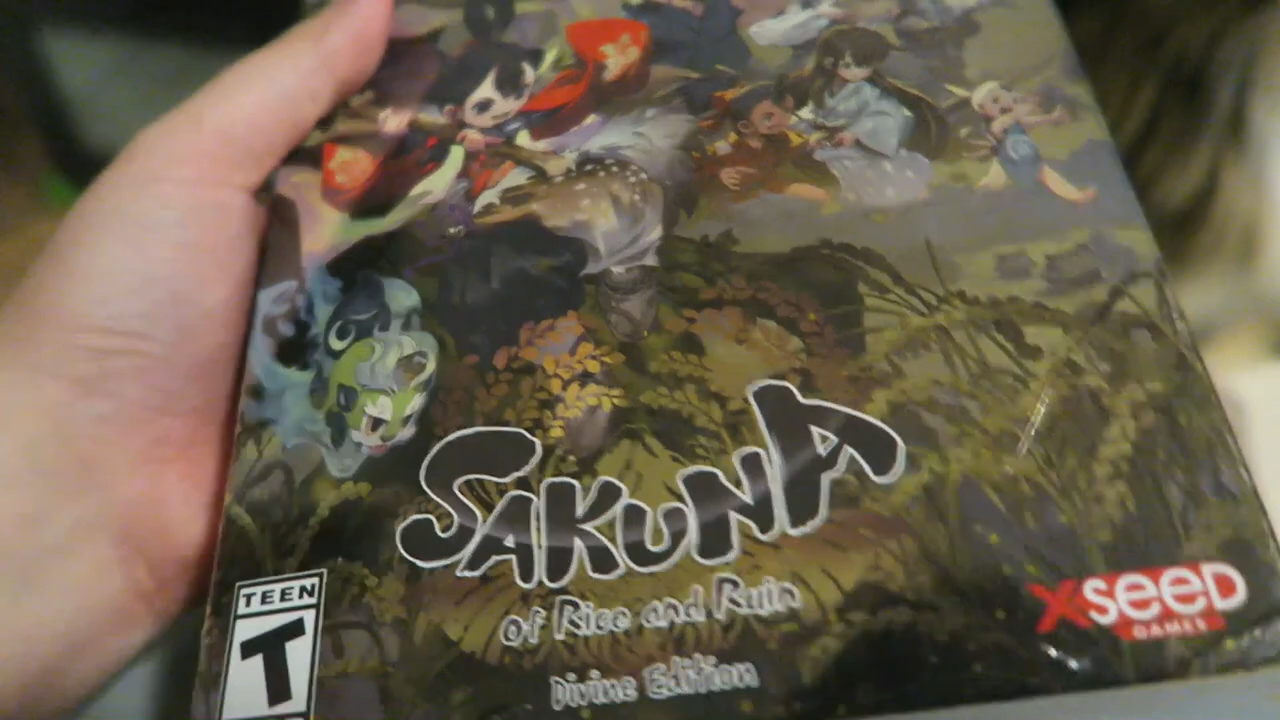 SAKUNA
of Rice and Ruin
Divine Edition
TEEN
T
XSEED
GAMES